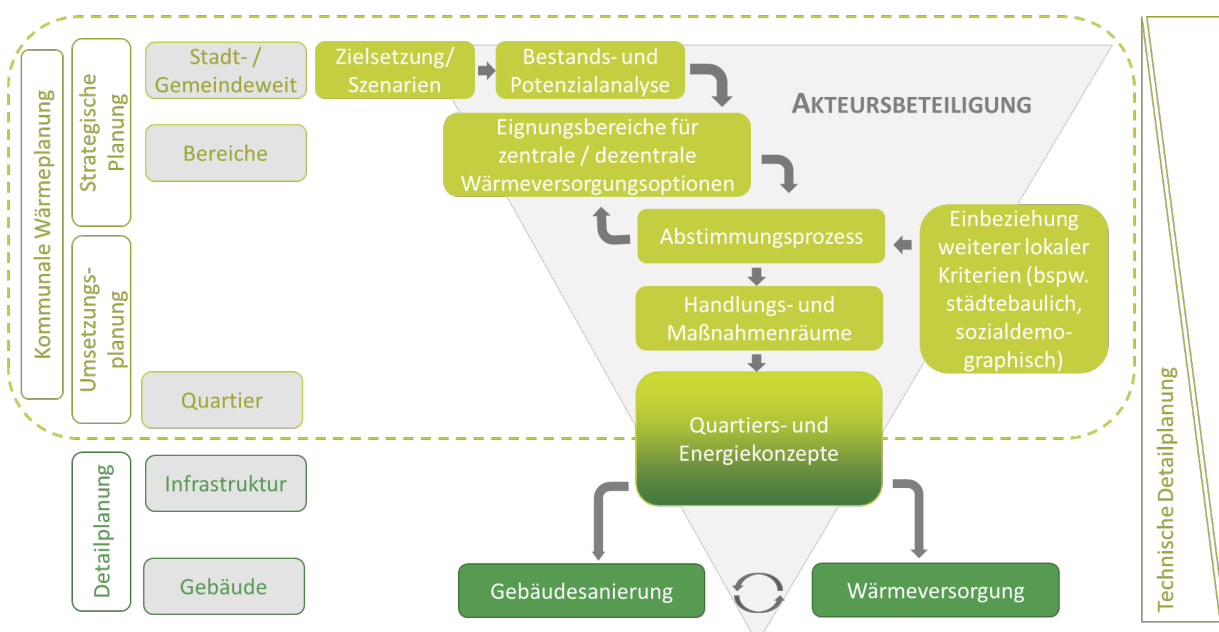 Kommunale Wärmeplanung
Strategische
Planung
Umsetzungs-
planung
Detailplanung
Stadt- /
Gemeindeweit
Bereiche
Quartier
Infrastruktur
Gebäude
Zielsetzung/
Szenarien
Bestands- und
Potenzialanalyse
AKTEURSBETEILIGUNG
Eignungsbereiche für
zentrale / dezentrale
Wärmeversorgungsoptionen
Abstimmungsprozess
Einbeziehung
weiterer lokaler
Kriterien (bspw.
städtebaulich,
sozialdemo-
graphisch)
Handlungs- und
Maßnahmenräume
Quartiers- und
Energiekonzepte
Gebäudesanierung
Wärmeversorgung
Technische Detailplanung